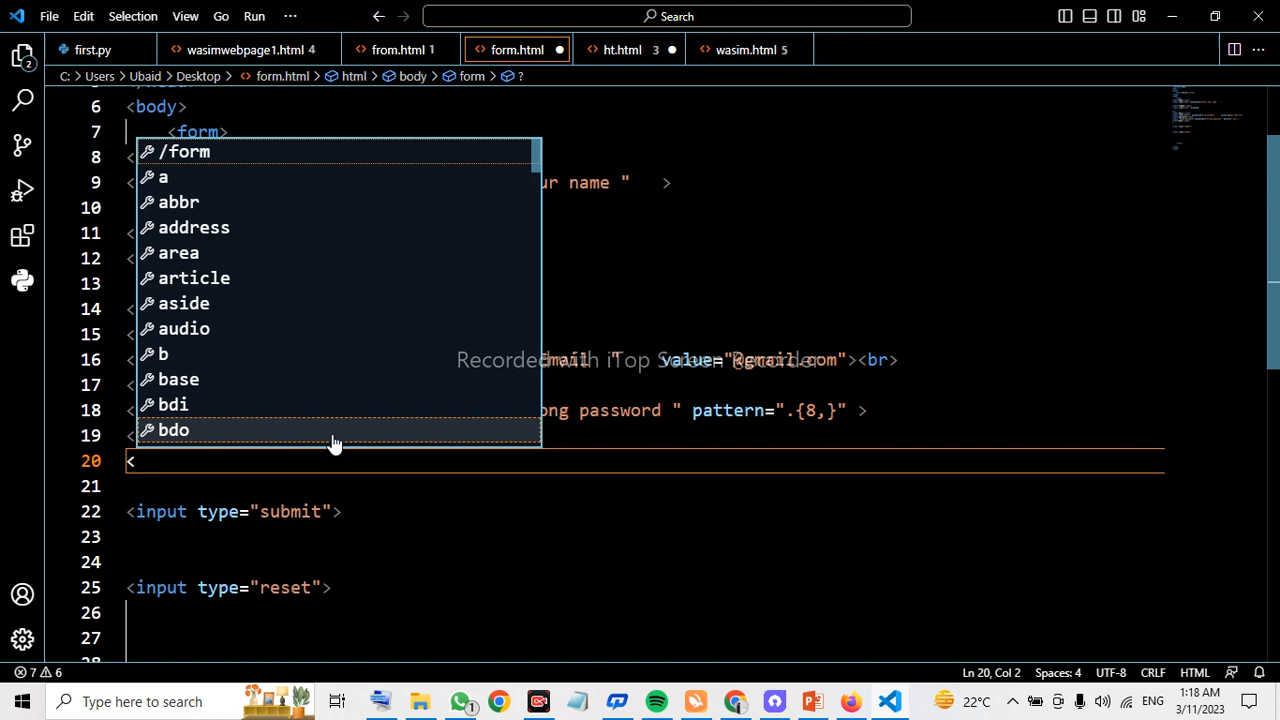 File Edit Selection View Go Run ··· Search
first.py wasimwebpage1.html 4 from.html 1 form.html ht.html 3 wasim.html 5
C: > Users > Ubaid > Desktop > form.html > html > body > form > ?
6 <body>
7 <form>
8 < /form
9 < a ur name " >
10 abbr
11 < address
12 < area
13 article
14 < aside
15 < audio
16 < b Email " value="@gmail.com"><br>
Recorded with iTop Screen Recorder
17 < base
18 < bdi ong password " pattern=".{8,}" >
19 < bdo
20 <
21
22 <input type="submit">
23
24
25 <input type="reset">
26
27
28
2
7 6 Ln 20, Col 2 Spaces: 4 UTF-8 CRLF HTML
Type here to search 1 22°C ENG 1:18 AM
3/11/2023